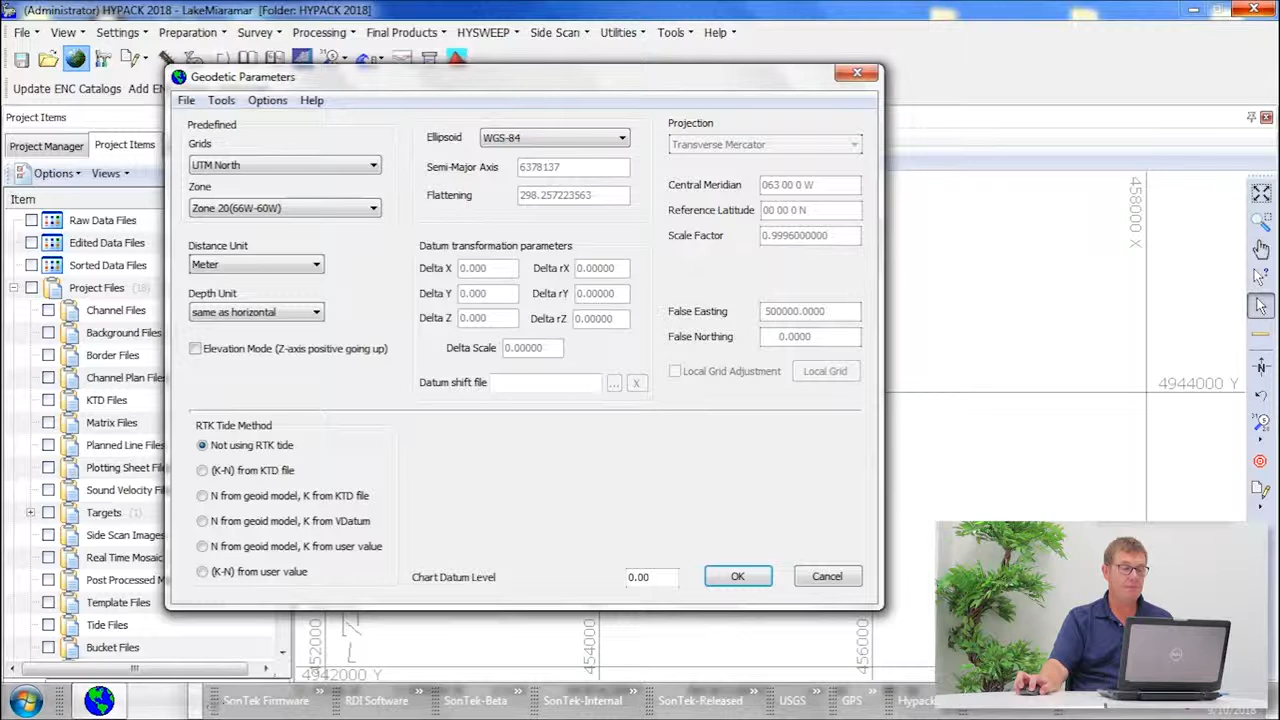 (Administrator) HYPACK 2018 - LakeMiaramar  [Folder: HYPACK 2018]
File View Settings Preparation Survey Processing Final Products HYSWEEP Side Scan Utilities Tools Help
Update ENC Catalogs
Project Items
Project Manager Project Items
Options Views
Item
Raw Data Files
Edited Data Files
Sorted Data Files
Project Files (18)
Channel Files
Background Files
Border Files
Channel Plan Files
KTD Files
Matrix Files
Planned Line Files
Plotting Sheet
Sound Velocity
Targets (1)
Side Scan Images
Real Time Mosaic
Post Processed
Template Files
Tide Files
Bucket Files
Geodetic Parameters
File Tools Options Help
Predefined
Grids
UTM North
Zone
Zone 20(66W-60W)
Distance Unit
Meter
Depth Unit
same as horizontal
Elevation Mode (Z-axis positive going up)
Ellipsoid WGS-84
Semi-Major Axis 6378137
Flattening 298.257223563
Datum transformation parameters
Delta X 0.000 Delta rX 0.00000
Delta Y 0.000 Delta rY 0.00000
Delta Z 0.000 Delta rZ 0.00000
Delta Scale 0.00000
Datum shift file ... X
Projection
Transverse Mercator
Central Meridian 063 00 0 W
Reference Latitude 00 00 0 N
Scale Factor 0.9996000000
False Easting 500000.0000
False Northing 0.0000
Local Grid Adjustment Local Grid
RTK Tide Method
Not using RTK tide
(K-N) from KTD file
N from geoid model, K from KTD file
N from geoid model, K from VDatum
N from geoid model, K from user value
(K-N) from user value
Chart Datum Level 0.00 OK Cancel
458000 X
4944000 Y
452000
454000
456000
4942000 Y
SonTek Firmware RDI Software SonTek-Beta SonTek-Internal SonTek-Released USGS GPS Hypack
DELL
9/10/2018